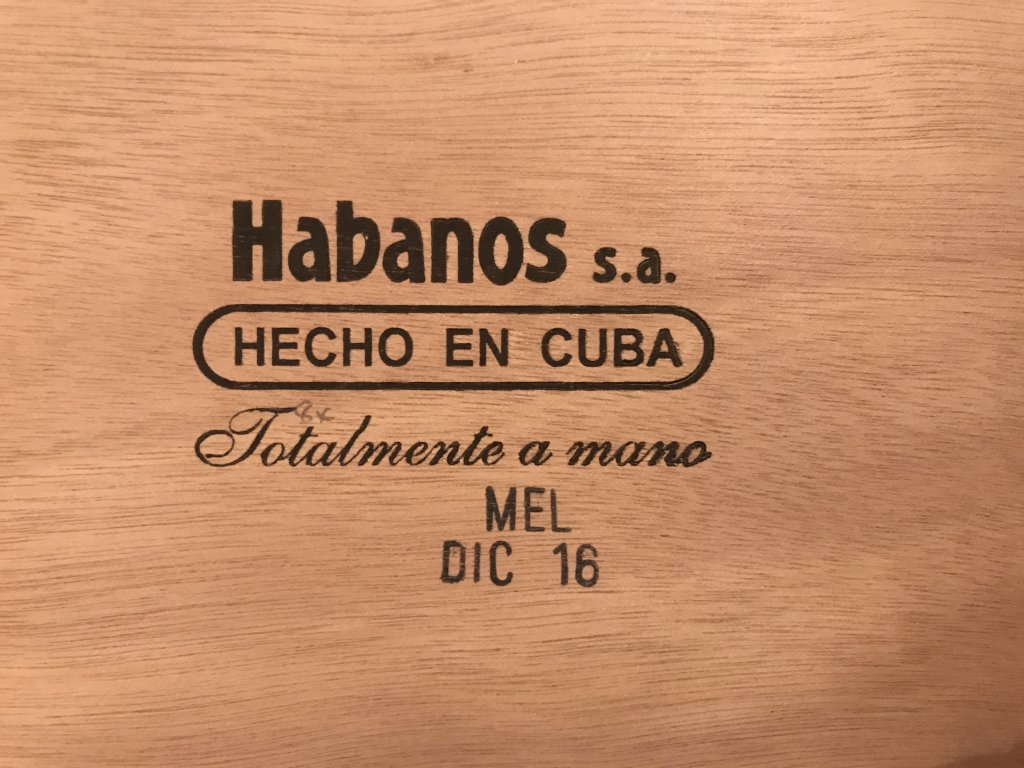 Habanos s.a.
HECHO EN CUBA
Totalmente a mano
MEL
DIC 16